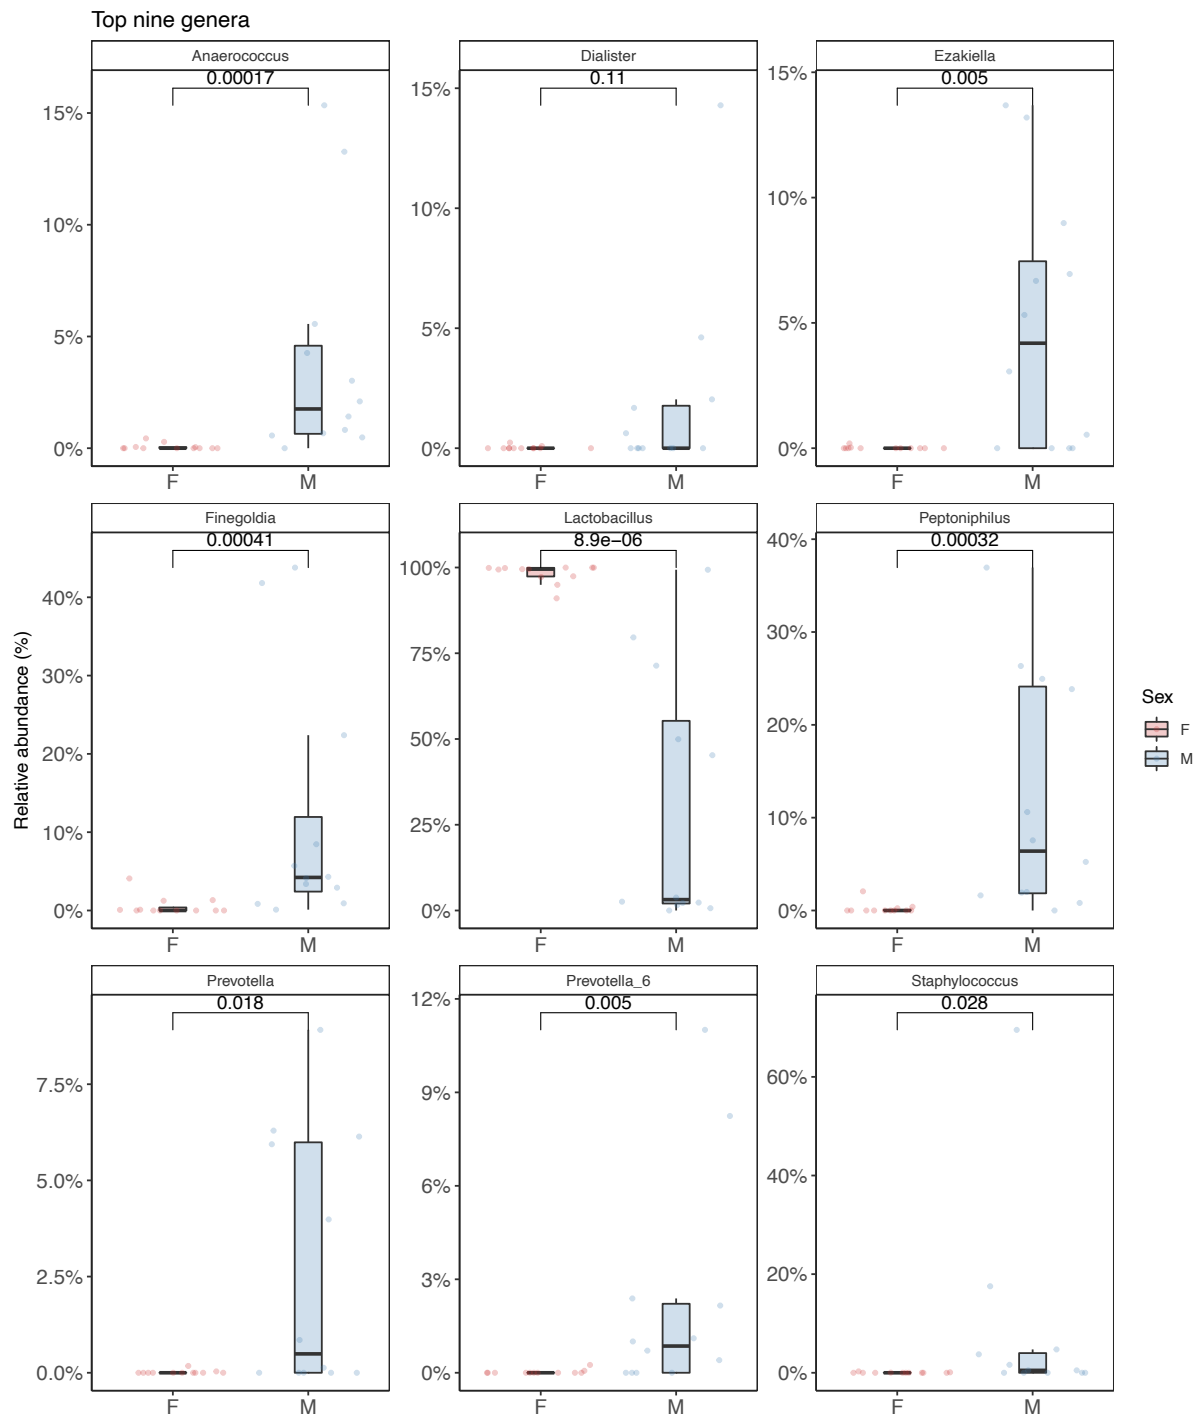 Top nine genera
Anaerococcus
0.00017
15%
10%
5%
0%
F M
Dialister
0.11
15%
10%
5%
0%
F M
Ezakiella
0.005
15%
10%
5%
0%
F M
Relative abundance (%)
Finegoldia
0.00041
40%
30%
20%
10%
0%
F M
Lactobacillus
8.9e−06
100%
75%
50%
25%
0%
F M
Peptoniphilus
0.00032
40%
30%
20%
10%
0%
F M
Sex
F
M
Prevotella
0.018
7.5%
5.0%
2.5%
0.0%
F M
Prevotella_6
0.005
12%
9%
6%
3%
0%
F M
Staphylococcus
0.028
60%
40%
20%
0%
F M